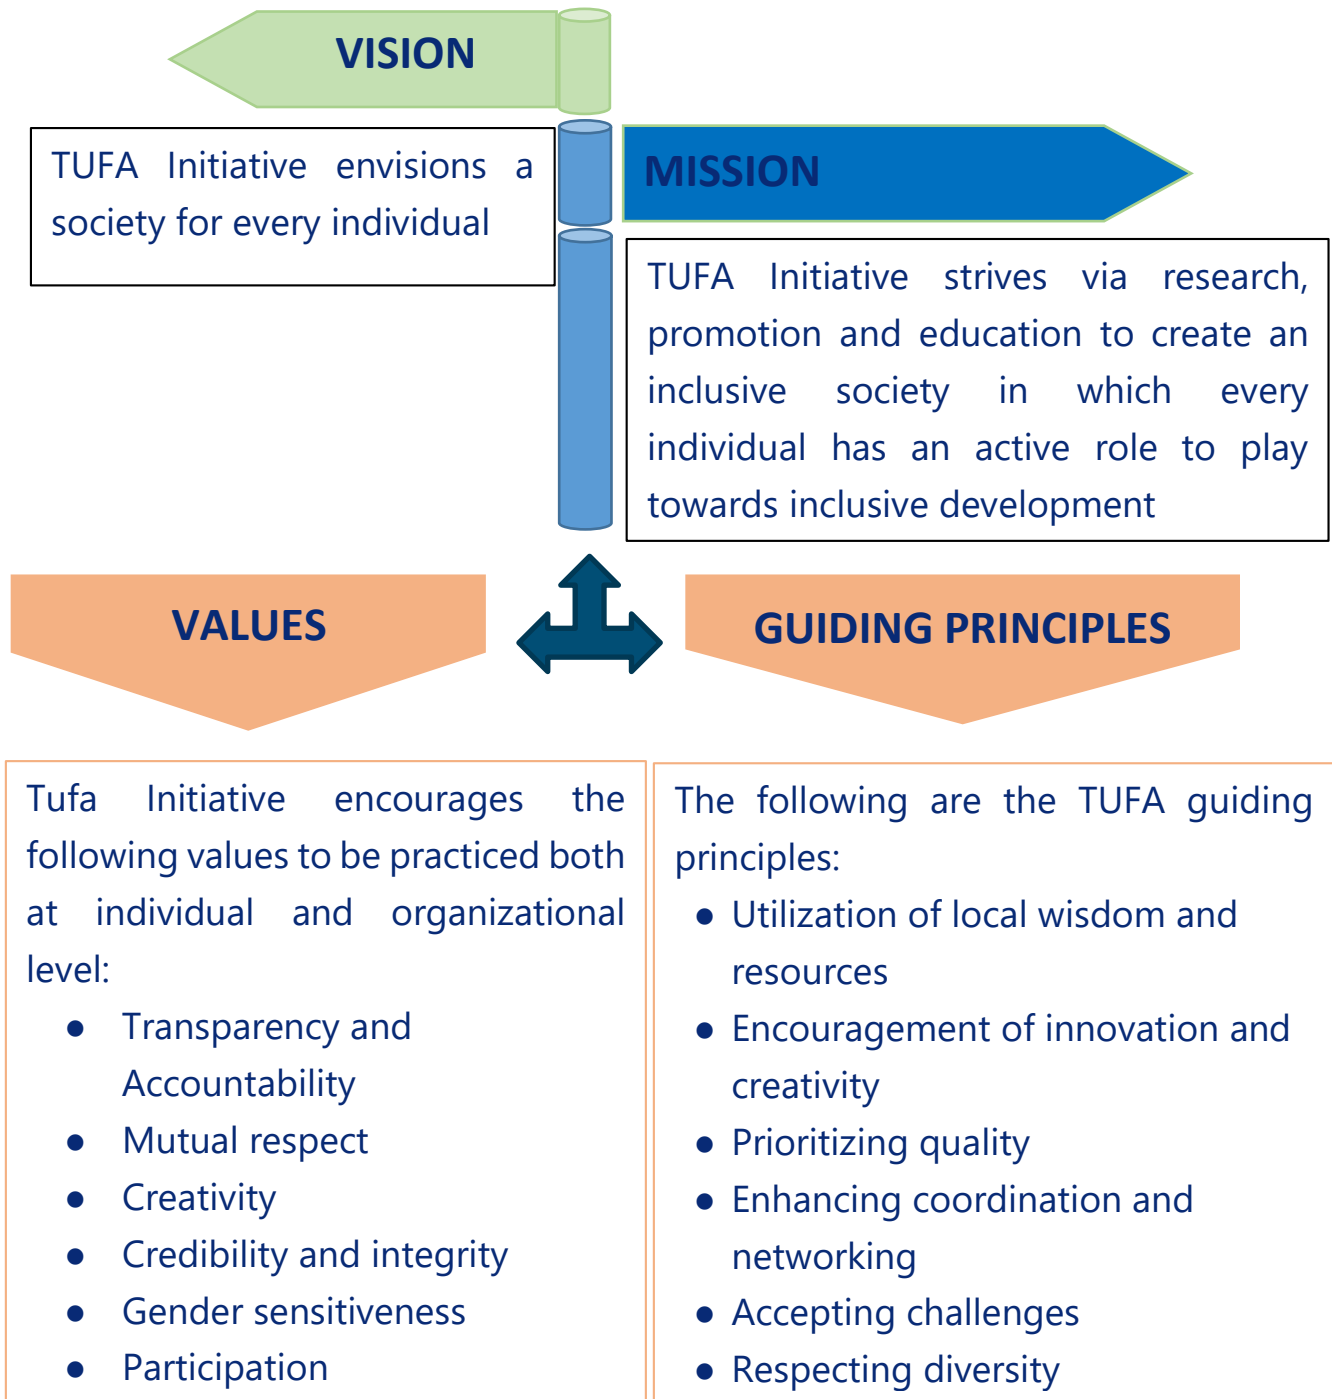 VISION
TUFA Initiative envisions a
society for every individual
MISSION
TUFA Initiative strives via research,
promotion and education to create an
inclusive society in which every
individual has an active role to play
towards inclusive development
VALUES
Tufa Initiative encourages the
following values to be practiced both
at individual and organizational
level:
● Transparency and
Accountability
● Mutual respect
● Creativity
● Credibility and integrity
● Gender sensitiveness
● Participation
GUIDING PRINCIPLES
The following are the TUFA guiding
principles:
● Utilization of local wisdom and
resources
● Encouragement of innovation and
creativity
● Prioritizing quality
● Enhancing coordination and
networking
● Accepting challenges
● Respecting diversity